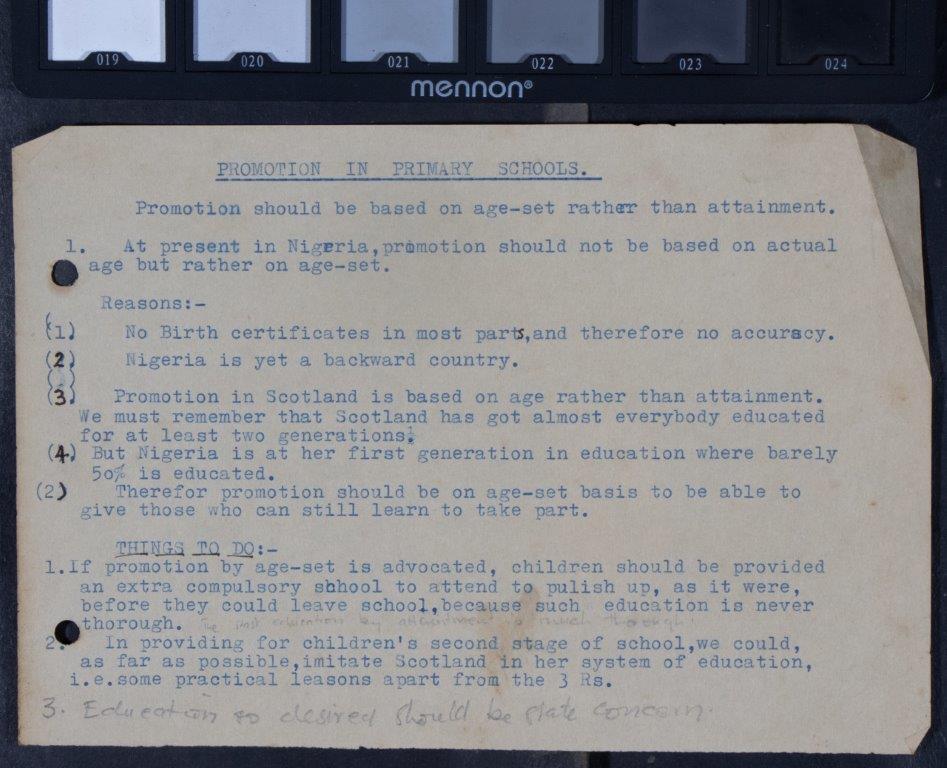 019 020 021 022 023 024
mennon®
PROMOTION IN PRIMARY SCHOOLS.
Promotion should be based on age-set rather than attainment.
1. At present in Nigeria,promotion should not be based on actual
age but rather on age-set.
Reasons:-
(1) No Birth certificates in most parts,and therefore no accuracy.
(2) Nigeria is yet a backward country.
(3) Promotion in Scotland is based on age rather than attainment.
We must remember that Scotland has got almost everybody educated
for at least two generations.
(4) But Nigeria is at her first generation in education where barely
50% is educated.
(2) Therefor promotion should be on age-set basis to be able to
give those who can still learn to take part.
THINGS TO DO:-
1.If promotion by age-set is advocated, children should be provided
an extra compulsory shhool to attend to pulish up, as it were,
before they could leave school,because such education is never
thorough. The education by attainment is much thorough.
2. In providing for children's second stage of school,we could,
as far as possible,imitate Scotland in her system of education,
i.e.some practical leasons apart from the 3 Rs.
3. Education so desired should be state concern.